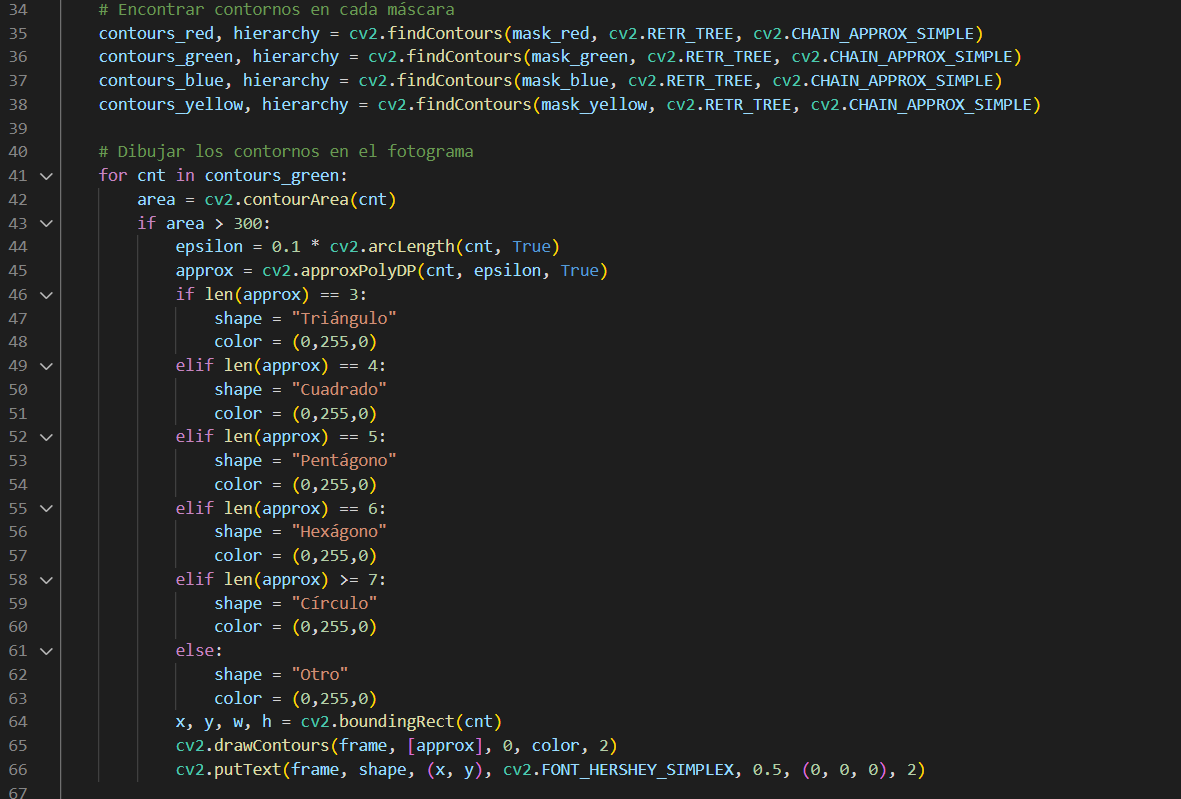 34 # Encontrar contornos en cada máscara
35 contours_red, hierarchy = cv2.findContours(mask_red, cv2.RETR_TREE, cv2.CHAIN_APPROX_SIMPLE)
36 contours_green, hierarchy = cv2.findContours(mask_green, cv2.RETR_TREE, cv2.CHAIN_APPROX_SIMPLE)
37 contours_blue, hierarchy = cv2.findContours(mask_blue, cv2.RETR_TREE, cv2.CHAIN_APPROX_SIMPLE)
38 contours_yellow, hierarchy = cv2.findContours(mask_yellow, cv2.RETR_TREE, cv2.CHAIN_APPROX_SIMPLE)
39
40 # Dibujar los contornos en el fotograma
41 for cnt in contours_green:
42 area = cv2.contourArea(cnt)
43 if area > 300:
44 epsilon = 0.1 * cv2.arcLength(cnt, True)
45 approx = cv2.approxPolyDP(cnt, epsilon, True)
46 if len(approx) == 3:
47 shape = "Triángulo"
48 color = (0,255,0)
49 elif len(approx) == 4:
50 shape = "Cuadrado"
51 color = (0,255,0)
52 elif len(approx) == 5:
53 shape = "Pentágono"
54 color = (0,255,0)
55 elif len(approx) == 6:
56 shape = "Hexágono"
57 color = (0,255,0)
58 elif len(approx) >= 7:
59 shape = "Círculo"
60 color = (0,255,0)
61 else:
62 shape = "Otro"
63 color = (0,255,0)
64 x, y, w, h = cv2.boundingRect(cnt)
65 cv2.drawContours(frame, [approx], 0, color, 2)
66 cv2.putText(frame, shape, (x, y), cv2.FONT_HERSHEY_SIMPLEX, 0.5, (0, 0, 0), 2)
67